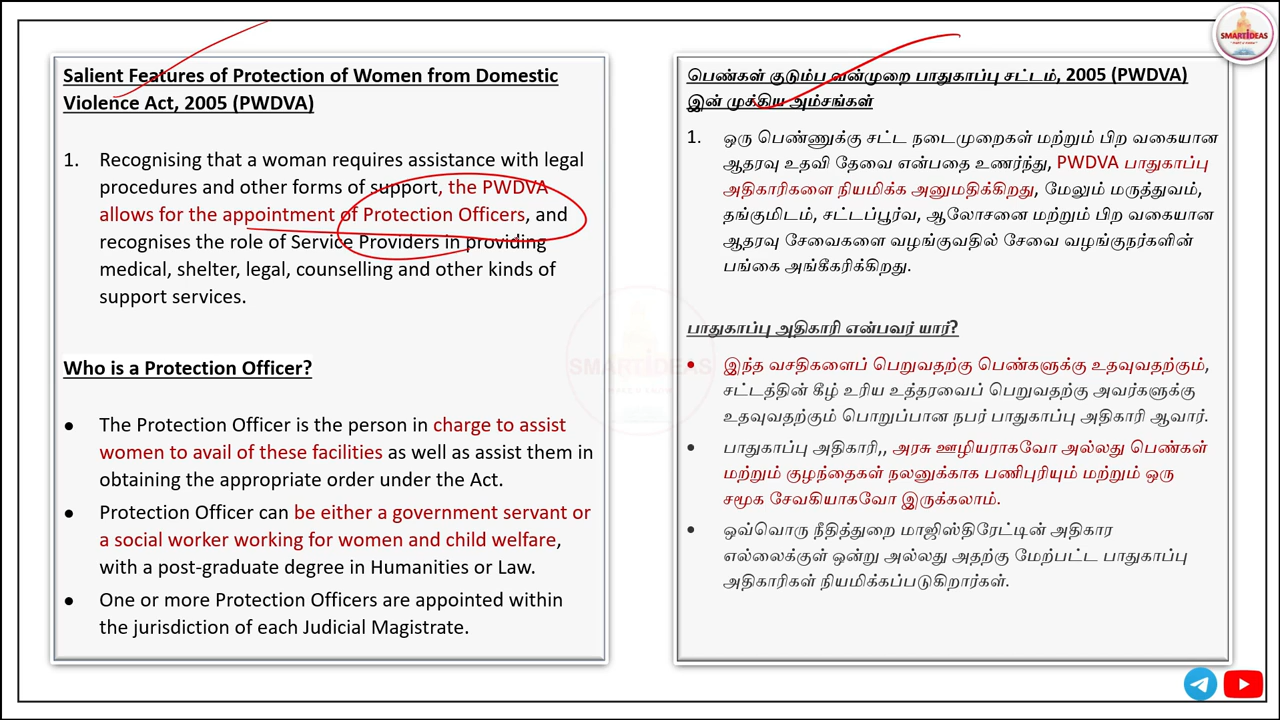 SMARTIDEAS
Salient Features of Protection of Women from Domestic
Violence Act, 2005 (PWDVA)
1. Recognising that a woman requires assistance with legal
procedures and other forms of support, the PWDVA
allows for the appointment of Protection Officers, and
recognises the role of Service Providers in providing
medical, shelter, legal, counselling and other kinds of
support services.
Who is a Protection Officer?
● The Protection Officer is the person in charge to assist
women to avail of these facilities as well as assist them in
obtaining the appropriate order under the Act.
● Protection Officer can be either a government servant or
a social worker working for women and child welfare,
with a post-graduate degree in Humanities or Law.
● One or more Protection Officers are appointed within
the jurisdiction of each Judicial Magistrate.
பெண்கள் குடும்ப வன்முறை பாதுகாப்பு சட்டம், 2005 (PWDVA)
இன் முக்கிய அம்சங்கள்
1. ஒரு பெண்ணுக்கு சட்ட நடைமுறைகள் மற்றும் பிற வகையான
ஆதரவு உதவி தேவை என்பதை உணர்ந்து, PWDVA பாதுகாப்பு
அதிகாரிகளை நியமிக்க அனுமதிக்கிறது, மேலும் மருத்துவம்,
தங்குமிடம், சட்டப்பூர்வ, ஆலோசனை மற்றும் பிற வகையான
ஆதரவு சேவைகளை வழங்குவதில் சேவை வழங்குநர்களின்
பங்கை அங்கீகரிக்கிறது.
பாதுகாப்பு அதிகாரி என்பவர் யார்?
• இந்த வசதிகளைப் பெறுவதற்கு பெண்களுக்கு உதவுவதற்கும்,
சட்டத்தின் கீழ் உரிய உத்தரவைப் பெறுவதற்கு அவர்களுக்கு
உதவுவதற்கும் பொறுப்பான நபர் பாதுகாப்பு அதிகாரி ஆவார்.
• பாதுகாப்பு அதிகாரி,, அரசு ஊழியராகவோ அல்லது பெண்கள்
மற்றும் குழந்தைகள் நலனுக்காக பணிபுரியும் மற்றும் ஒரு
சமூக சேவகியாகவோ இருக்கலாம்.
• ஒவ்வொரு நீதித்துறை மாஜிஸ்திரேட்டின் அதிகார
எல்லைக்குள் ஒன்று அல்லது அதற்கு மேற்பட்ட பாதுகாப்பு
அதிகாரிகள் நியமிக்கப்படுகிறார்கள்.
SMARTIDEAS